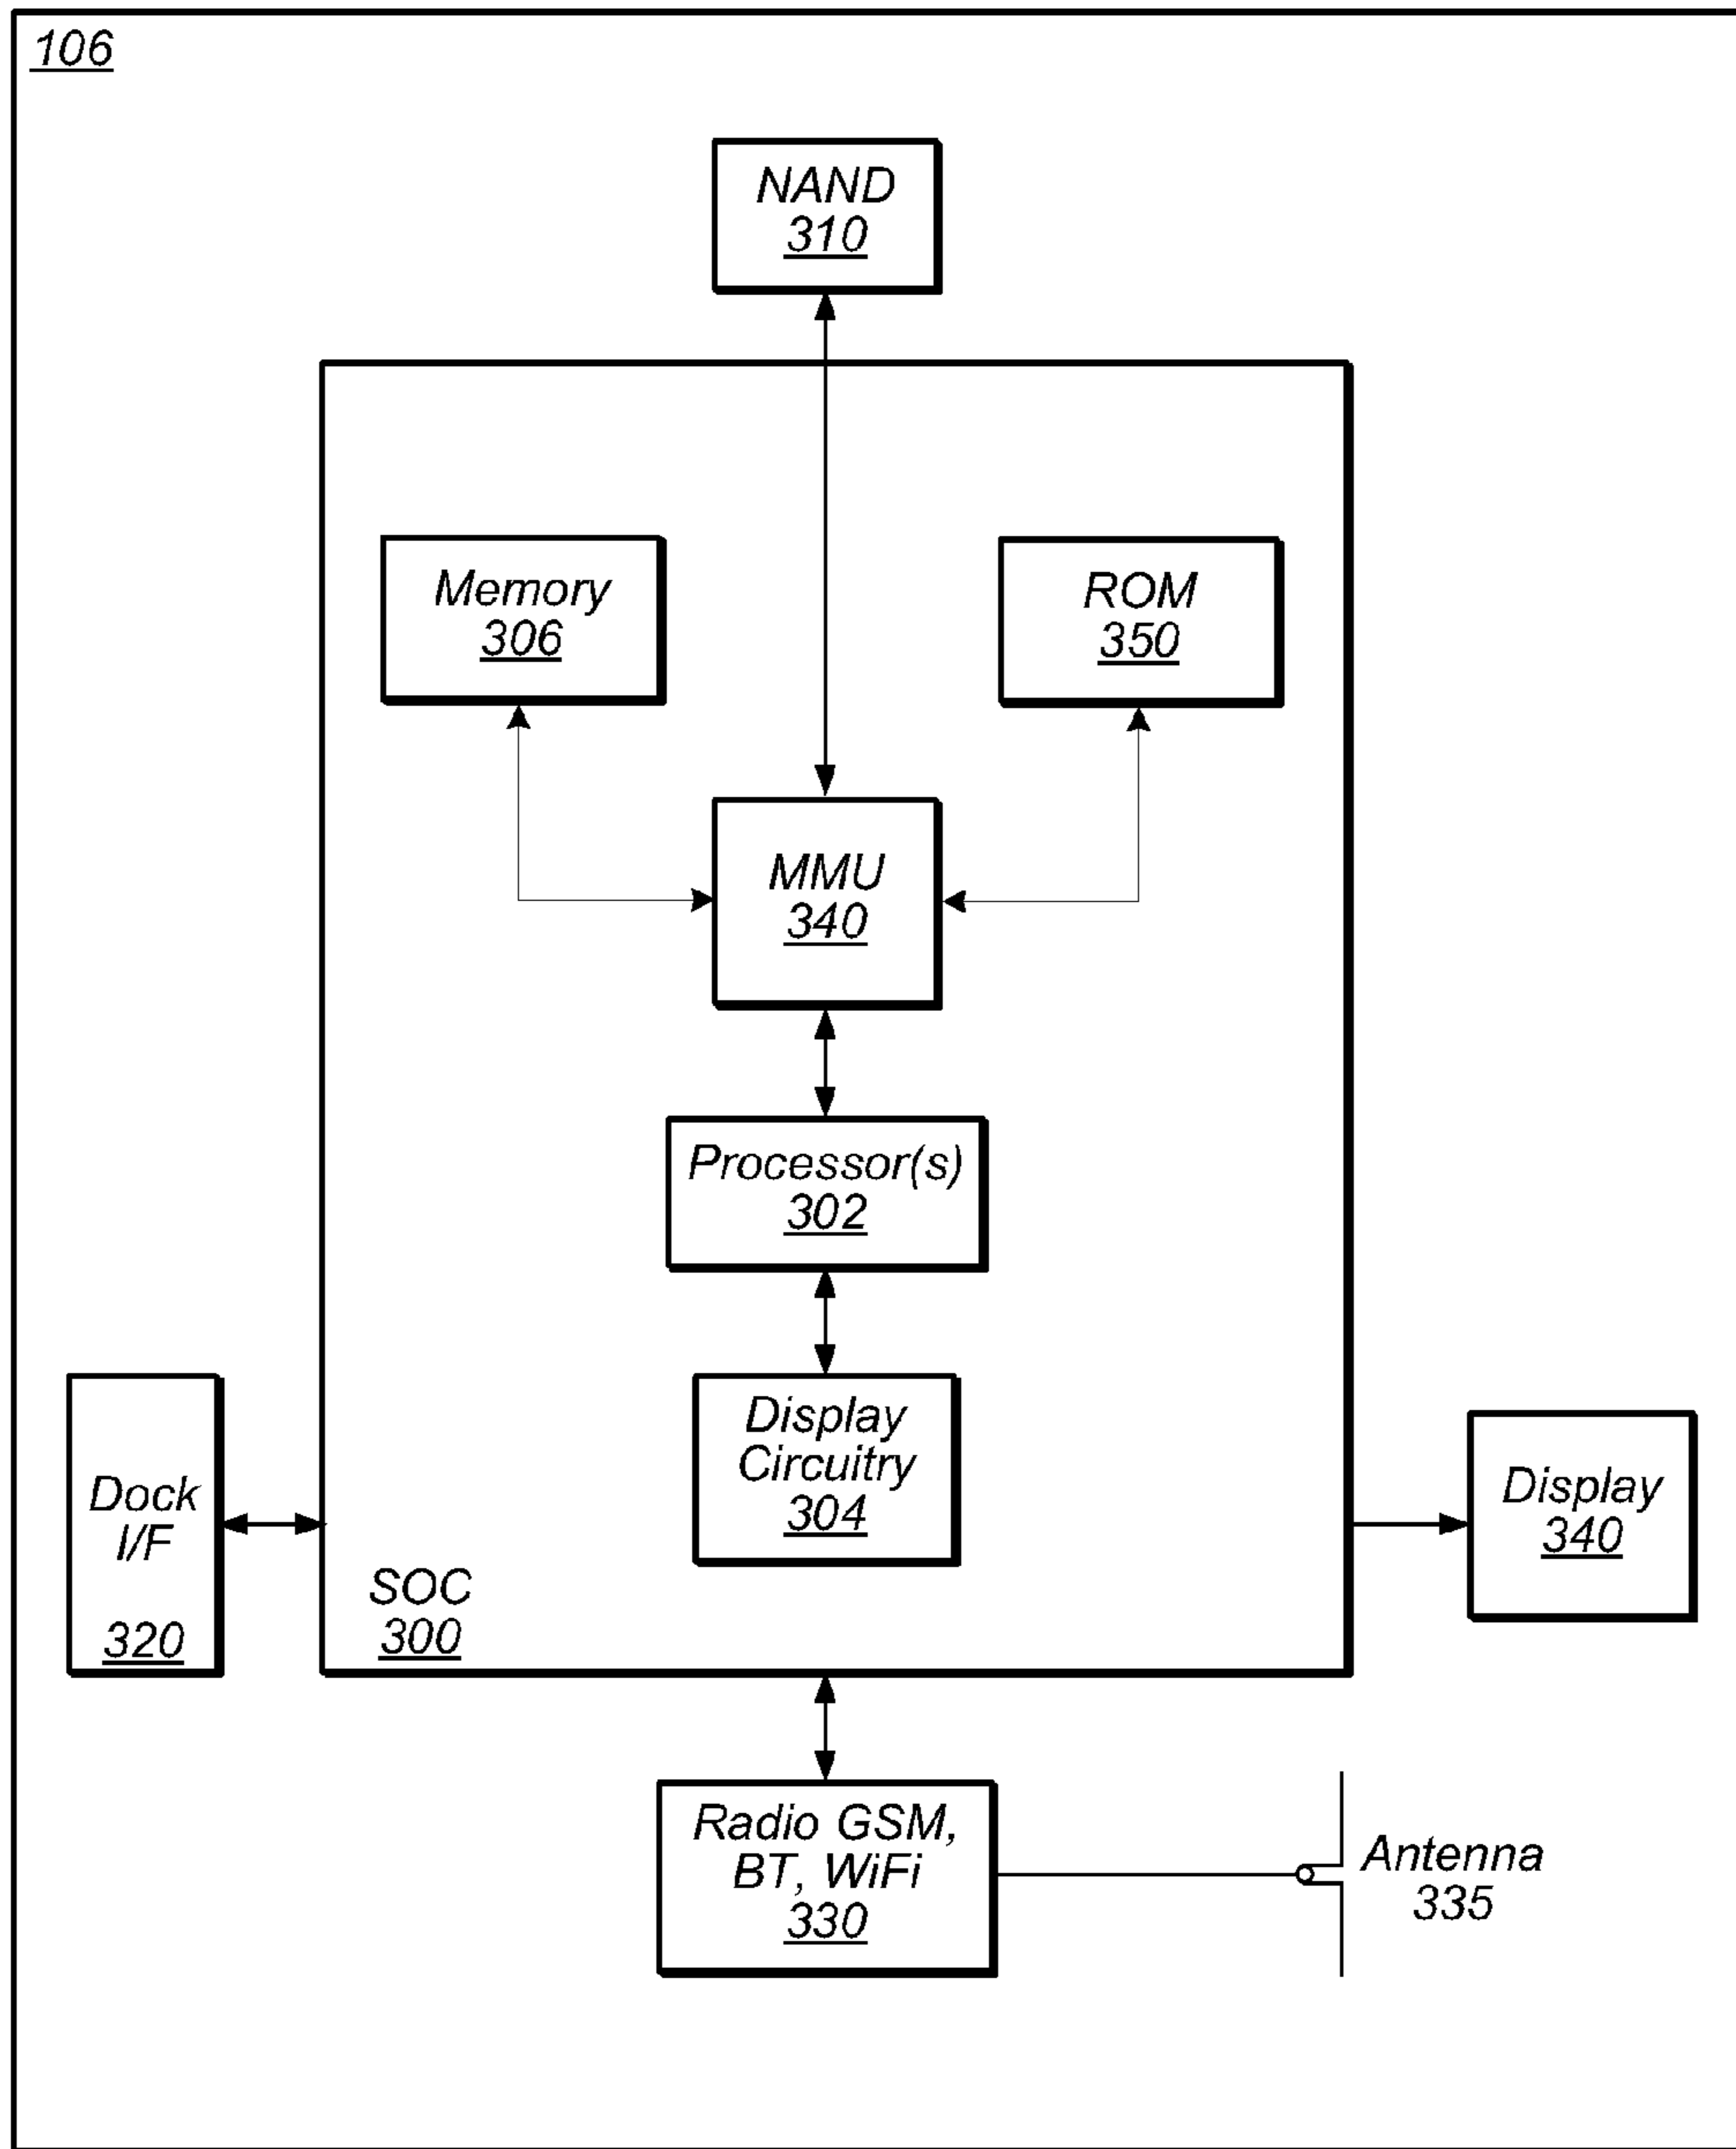 106
NAND
310
Memory
306
ROM
350
MMU
340
Processor(s)
302
Display
Circuitry
304
Dock
I/F
320
SOC
300
Display
340
Radio GSM,
BT, WiFi
330
Antenna
335